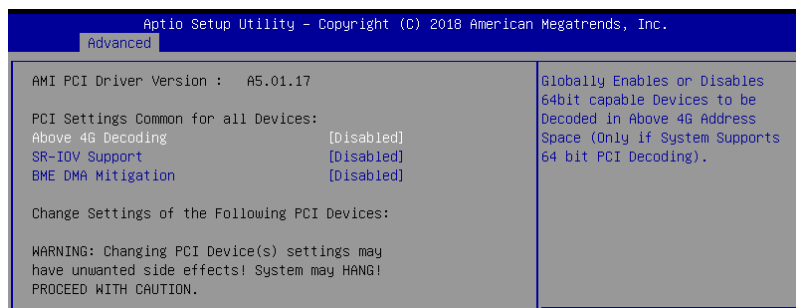 Aptio Setup Utility – Copyright (C) 2018 American Megatrends, Inc.
Advanced
AMI PCI Driver Version : A5.01.17
PCI Settings Common for all Devices:
Above 4G Decoding [Disabled]
SR-IOV Support [Disabled]
BME DMA Mitigation [Disabled]
Change Settings of the Following PCI Devices:
WARNING: Changing PCI Device(s) settings may
have unwanted side effects! System may HANG!
PROCEED WITH CAUTION.
Globally Enables or Disables
64bit capable Devices to be
Decoded in Above 4G Address
Space (Only if System Supports
64 bit PCI Decoding).